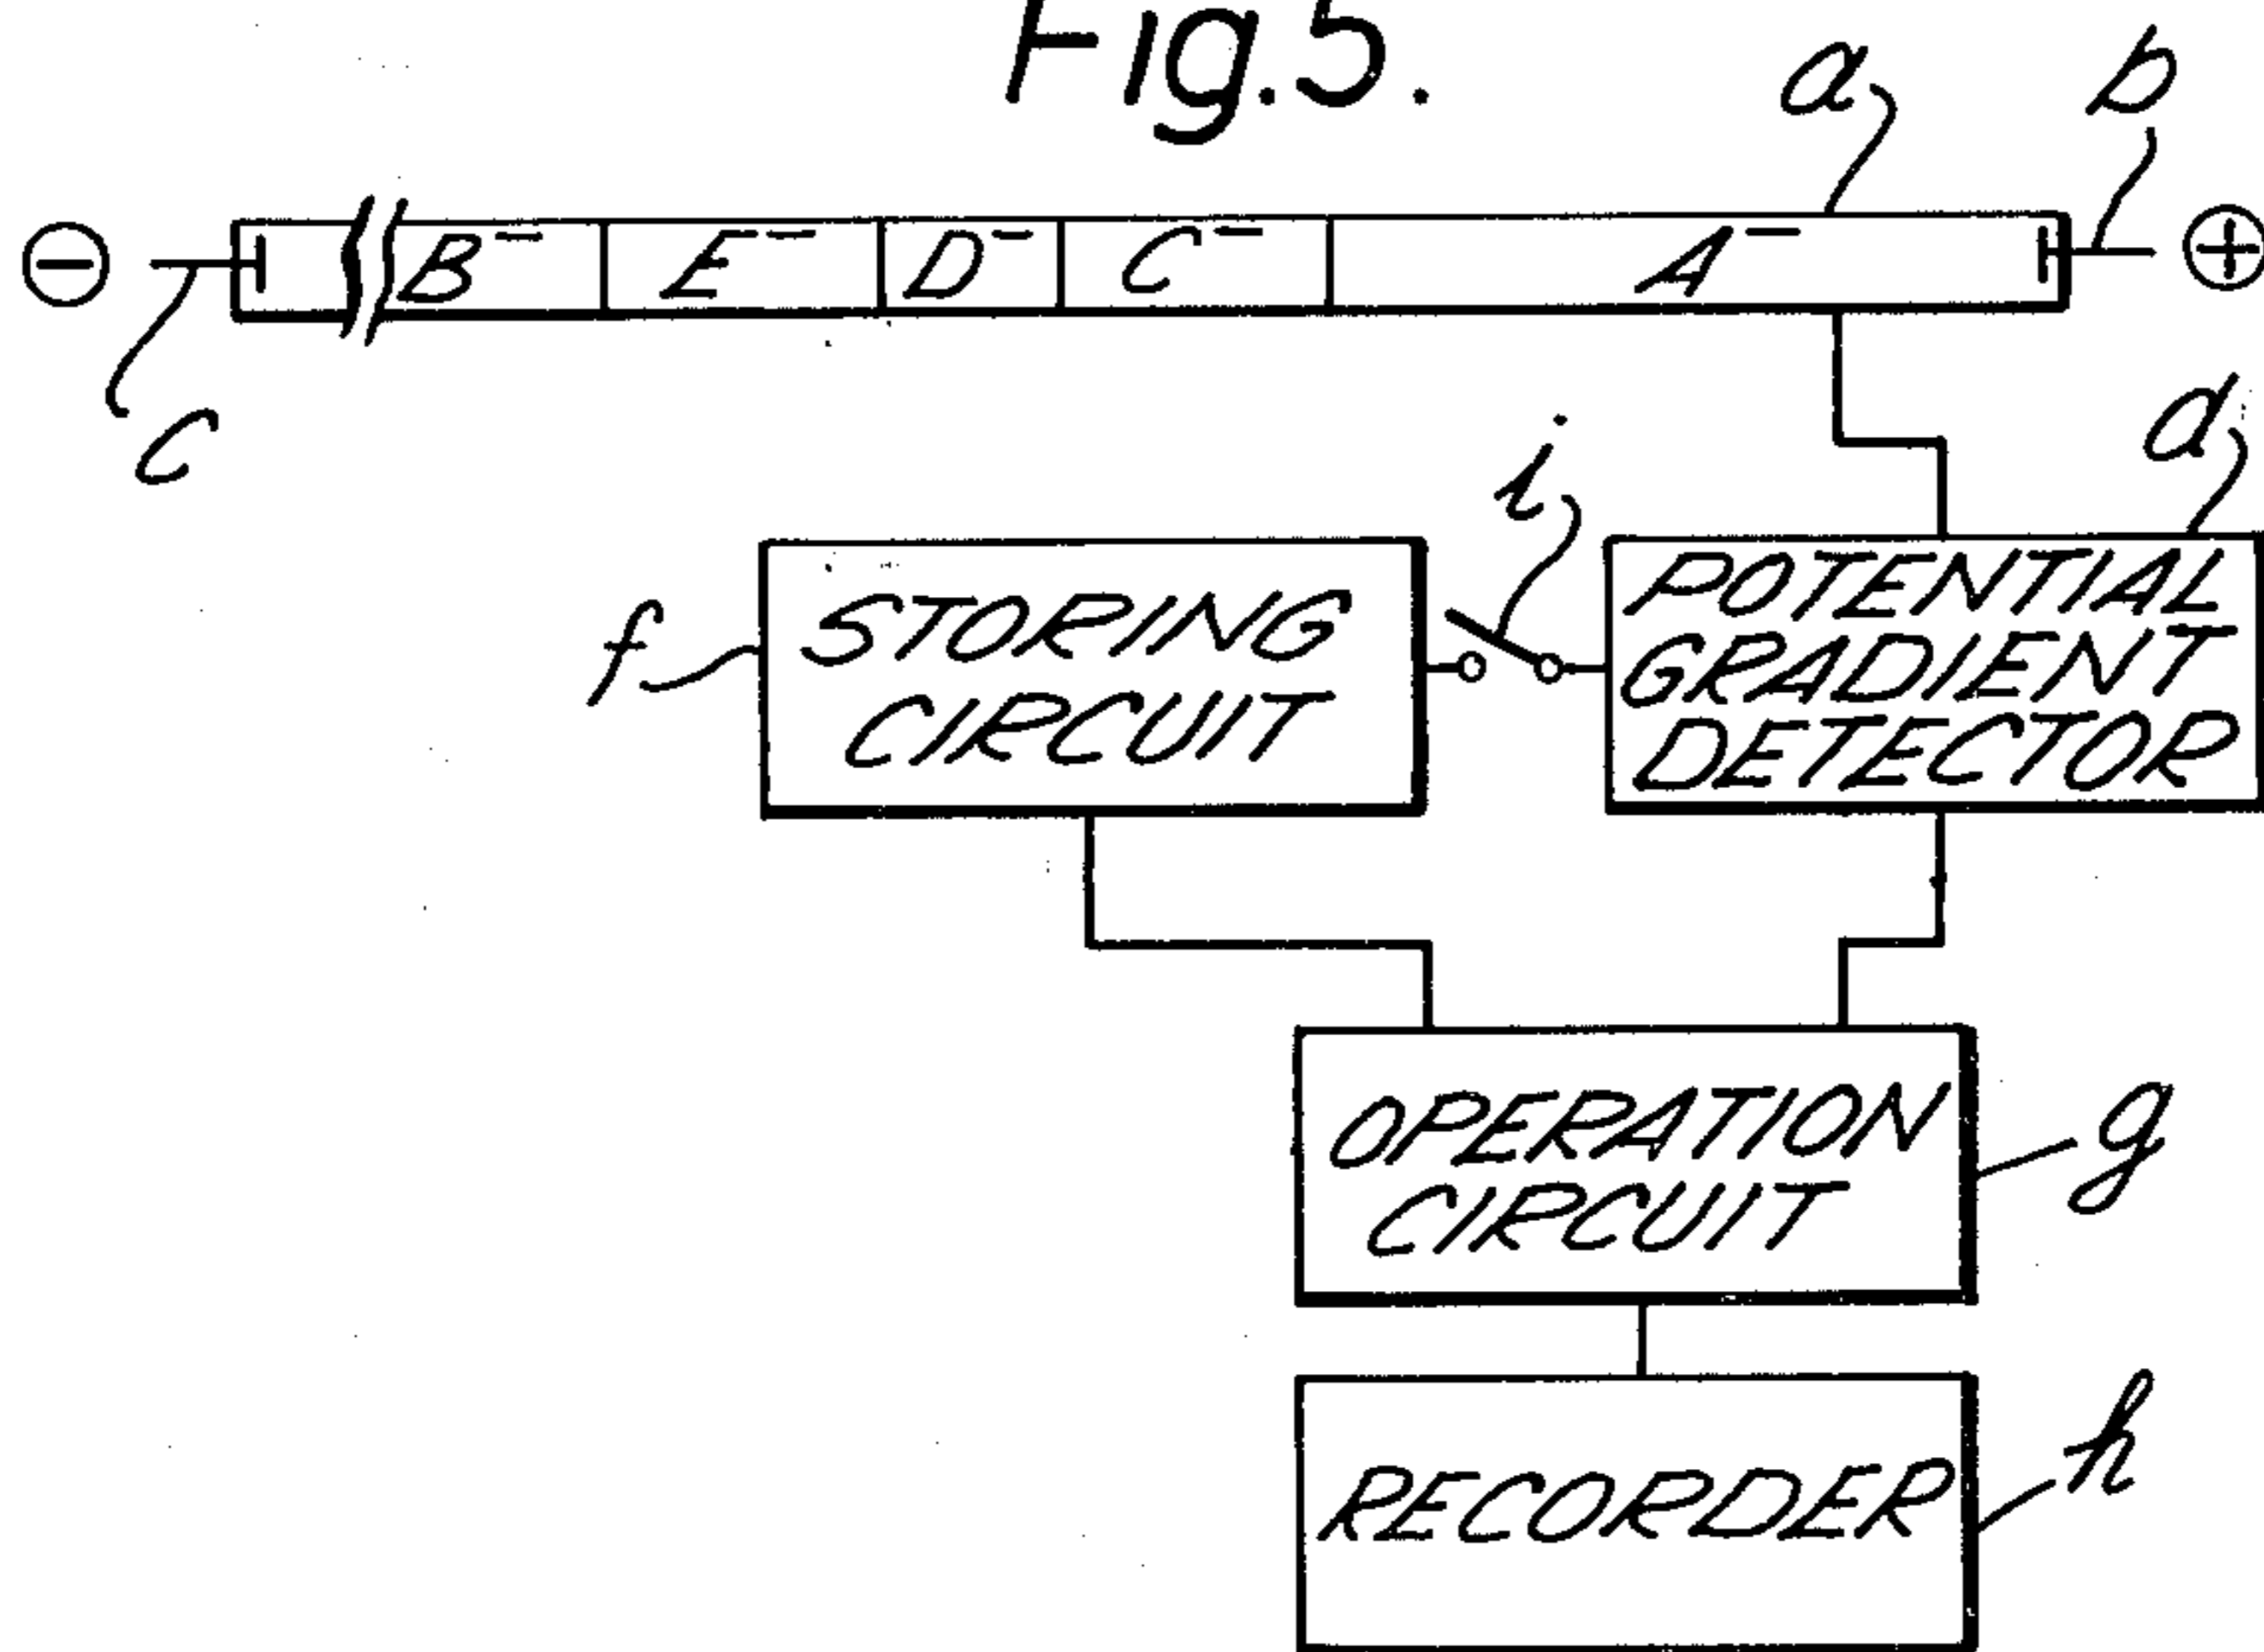 Fig.5.
a
b
⊖ B⁻ E⁻ D⁻ C⁻ A⁻ ⊕
c
i
d
f
STORING
CIRCUIT
POTENTIAL
GRADIENT
DETECTOR
OPERATION
CIRCUIT
g
RECORDER
h